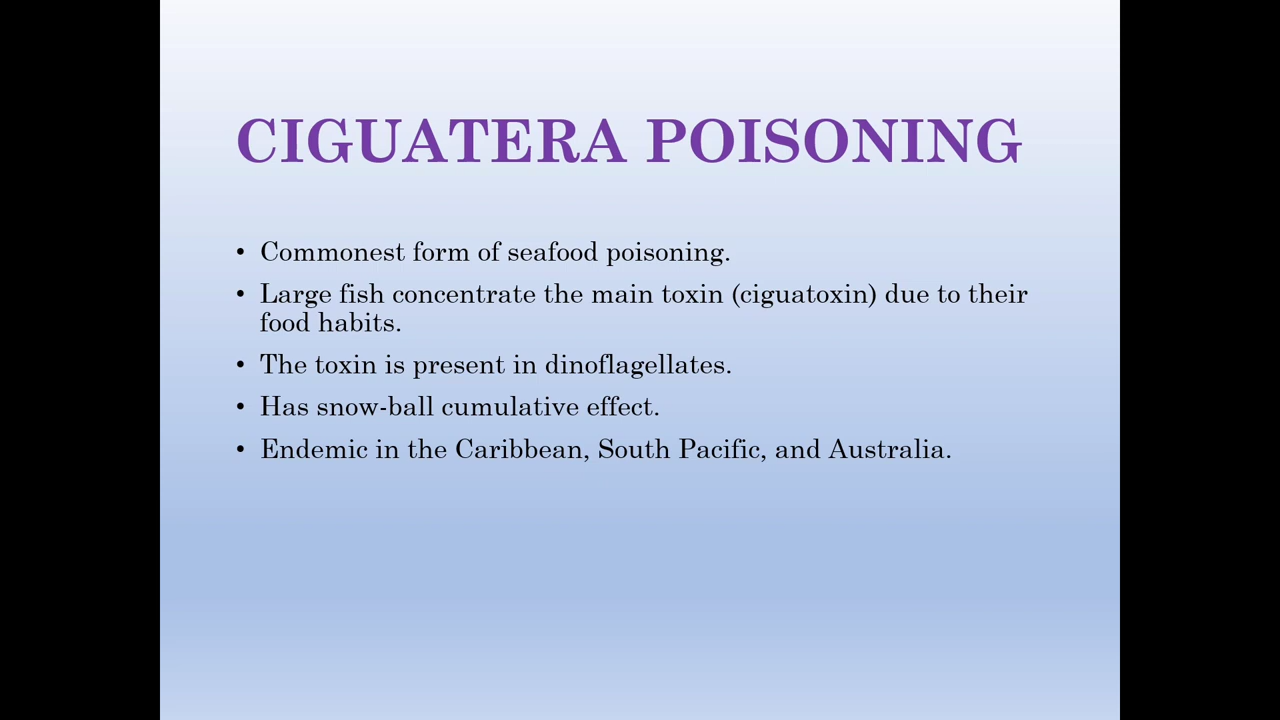 CIGUATERA POISONING
• Commonest form of seafood poisoning.
• Large fish concentrate the main toxin (ciguatoxin) due to their
food habits.
• The toxin is present in dinoflagellates.
• Has snow-ball cumulative effect.
• Endemic in the Caribbean, South Pacific, and Australia.